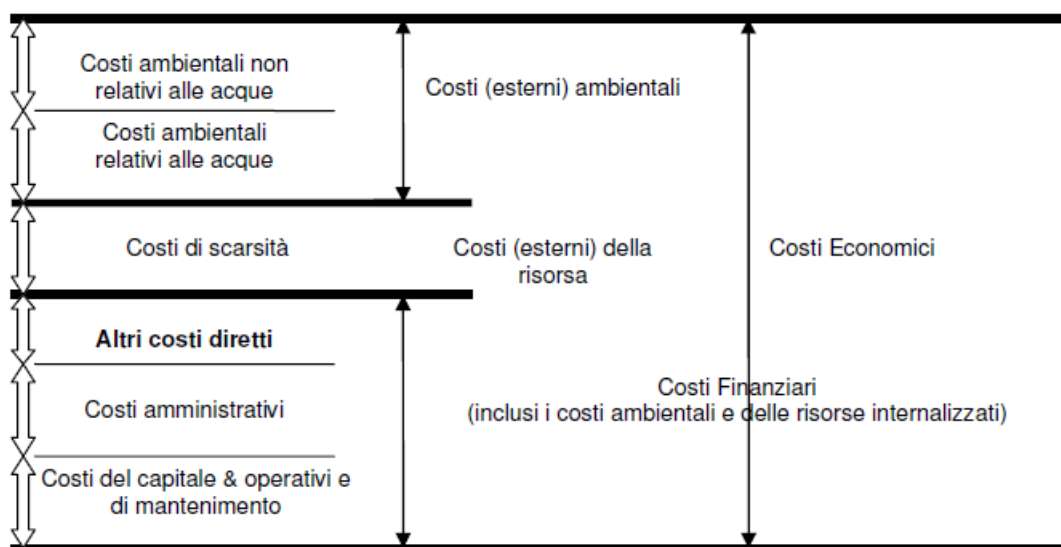 Costi ambientali non
relativi alle acque
Costi (esterni) ambientali
Costi ambientali
relativi alle acque
Costi di scarsità
Costi (esterni) della
risorsa
Costi Economici
Altri costi diretti
Costi amministrativi
Costi Finanziari
(inclusi i costi ambientali e delle risorse internalizzati)
Costi del capitale & operativi e
di mantenimento